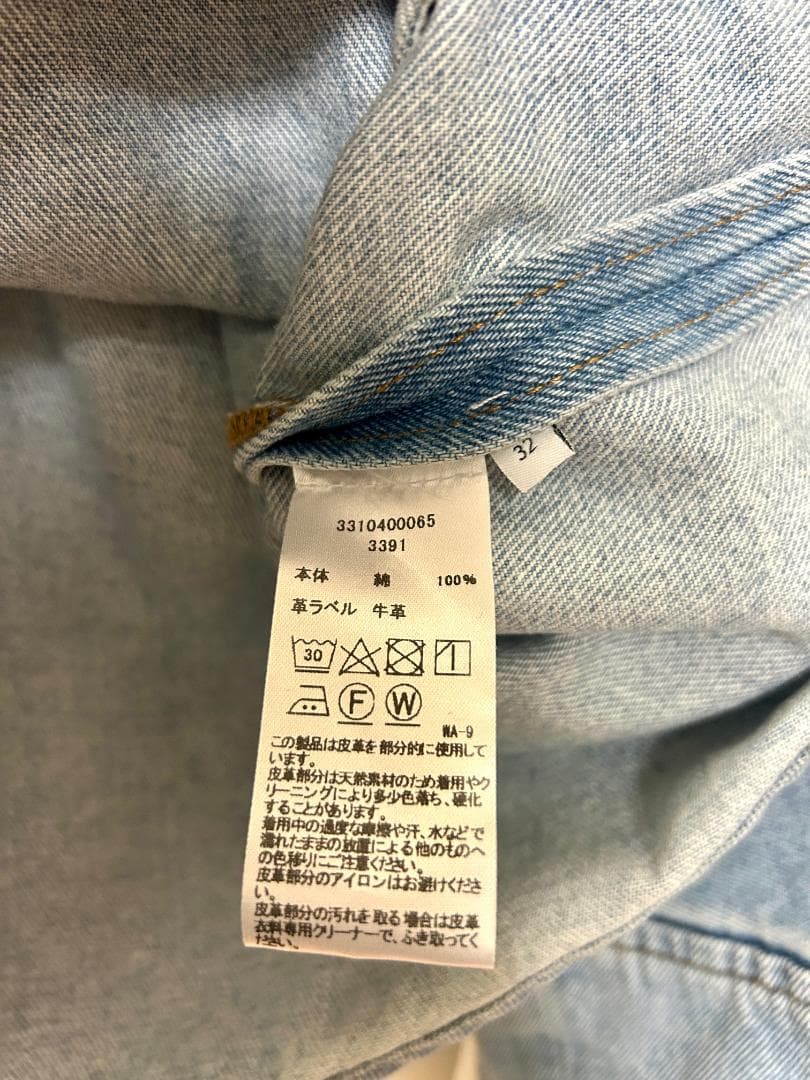 32
3310400065
3391
本体 綿 100%
革ラベル 牛革
30
F W
WA-9
この製品は皮革を部分的に使用して
います。
皮革部分は天然素材のため着用やク
リーニングにより多少色落ち、硬化
することがあります。
着用中の過度な摩擦や汗、水などで
濡れたままの放置による他のものへ
の色移りにご注意ください。
皮革部分のアイロンはお避けくださ
い。
皮革部分の汚れを取る場合は皮革
衣料専用クリーナーで、ふき取ってく
ださい。